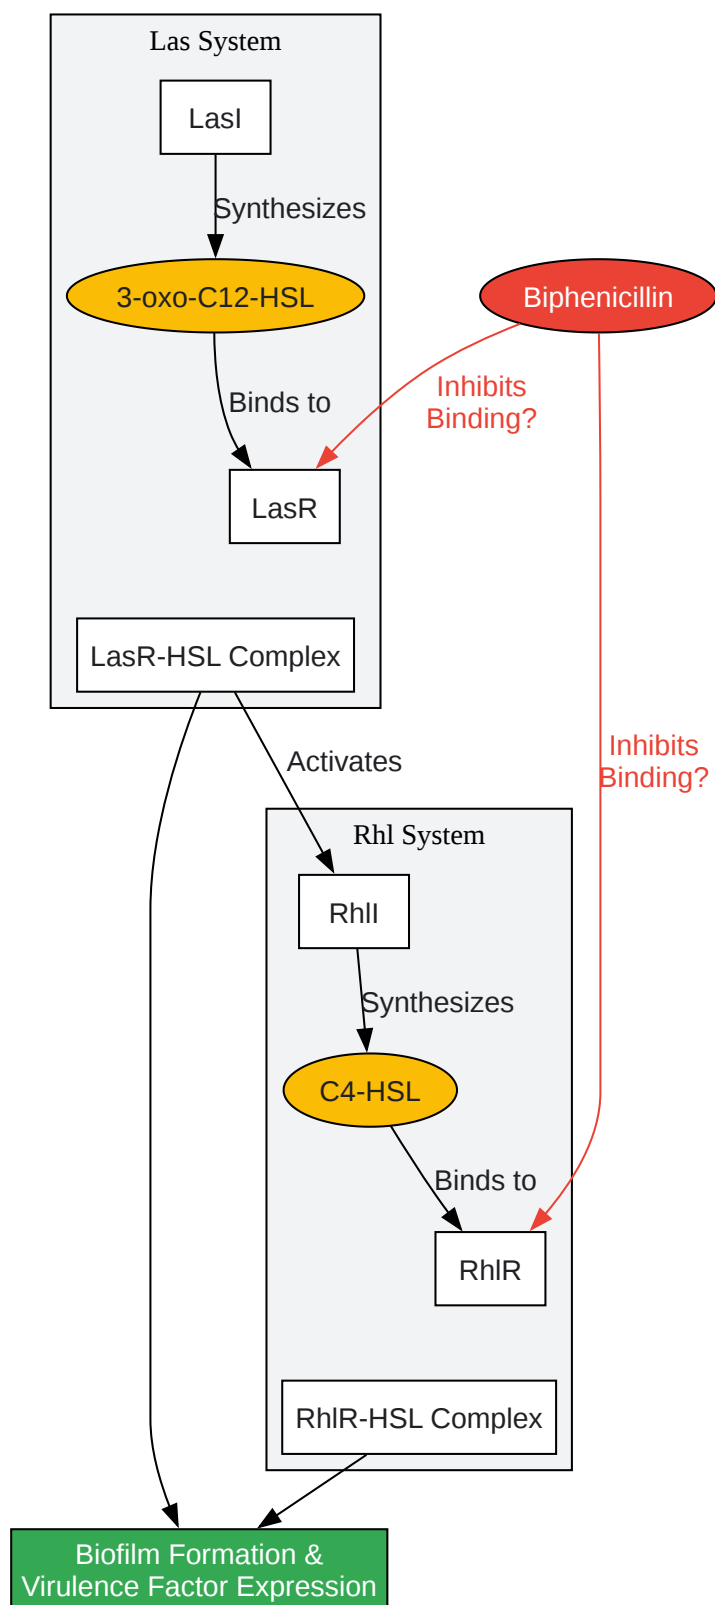 Las System
LasI
Synthesizes
3-oxo-C12-HSL
Biphenicillin
Binds to
Inhibits
Binding?
LasR
LasR-HSL Complex
Activates
Inhibits
Binding?
Rhl System
RhlI
Synthesizes
C4-HSL
Binds to
RhlR
RhlR-HSL Complex
Biofilm Formation &
Virulence Factor Expression